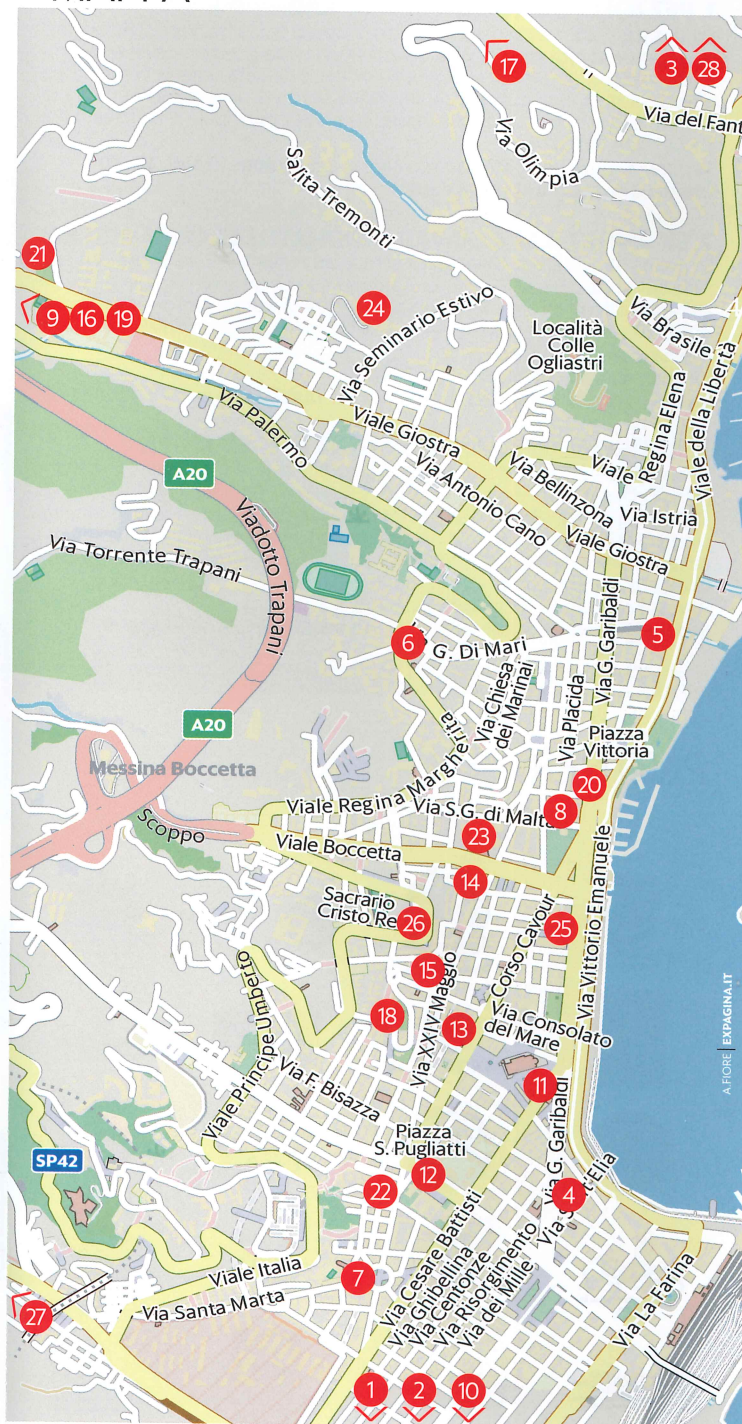 17
3
28
Via del Fant
Via Olimpia
Salita Tremonti
21
9
16
19
24
Via Seminario Estivo
Località
Colle
Ogliastri
Via Brasile
Viale della Libertà
Regina Elena
Viale
Via Palermo
Viale Giostra
Via Antonio Cano
Via Bellinzona
Via Istria
Viale Giostra
A20
Viadotto Trapani
Via Torrente Trapani
Via G. Garibaldi
5
6
G. Di Mari
Via Chiesa
dei Marinai
Via Placida
Piazza
Vittoria
A20
Messina Boccetta
Scoppo
Viale Regina Margherita
Via S.G. di Malta
20
8
23
Viale Boccetta
14
Via Vittorio Emanuele
Sacrario
Cristo Re
26
25
Corso Cavour
15
Via XXIV Maggio
18
13
Via Consolato
del Mare
Viale Principe Umberto
Via F. Bisazza
11
Via G. Garibaldi
Piazza
S. Pugliatti
12
22
4
SP42
Via Cesare Battisti
Via Ghibellina
Via Centonze
Via Risorgimento
Via dei Mille
Via La Farina
Viale Italia
7
Via Santa Marta
27
1
2
10
A.FIORE | EXPAGINA.IT